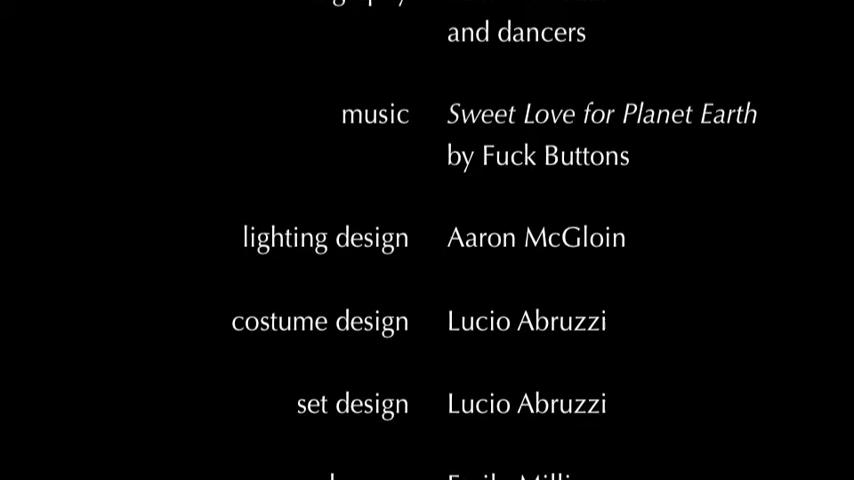 and dancers
music Sweet Love for Planet Earth
by Fuck Buttons
lighting design Aaron McGloin
costume design Lucio Abruzzi
set design Lucio Abruzzi